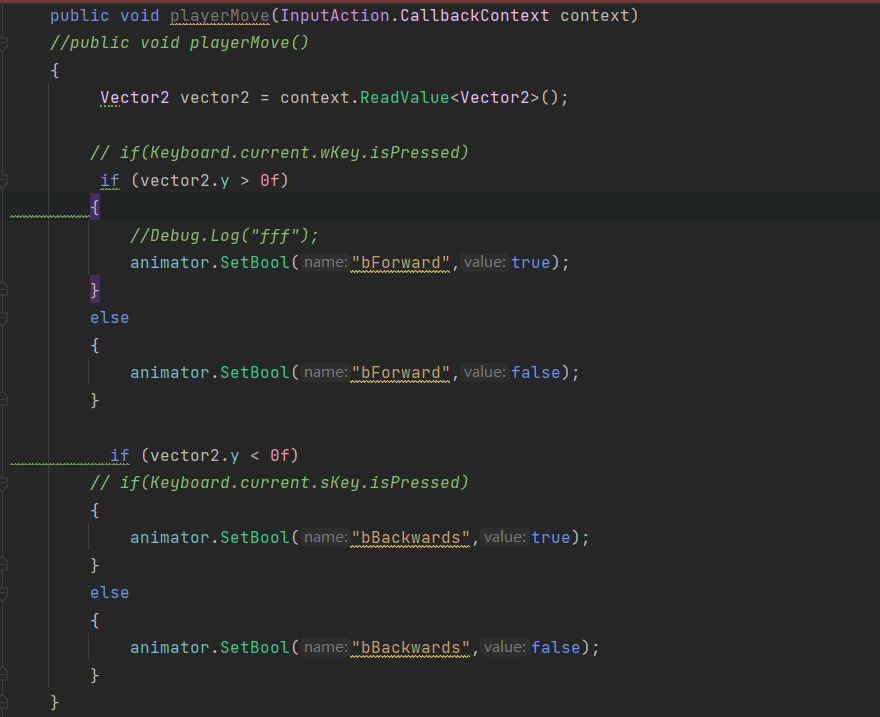 public void playerMove(InputAction.CallbackContext context)
//public void playerMove()
{
Vector2 vector2 = context.ReadValue<Vector2>();
// if(Keyboard.current.wKey.isPressed)
if (vector2.y > 0f)
{
//Debug.Log("fff");
animator.SetBool( name: "bForward", value: true);
}
else
{
animator.SetBool( name: "bForward", value: false);
}
if (vector2.y < 0f)
// if(Keyboard.current.sKey.isPressed)
{
animator.SetBool( name: "bBackwards", value: true);
}
else
{
animator.SetBool( name: "bBackwards", value: false);
}
}